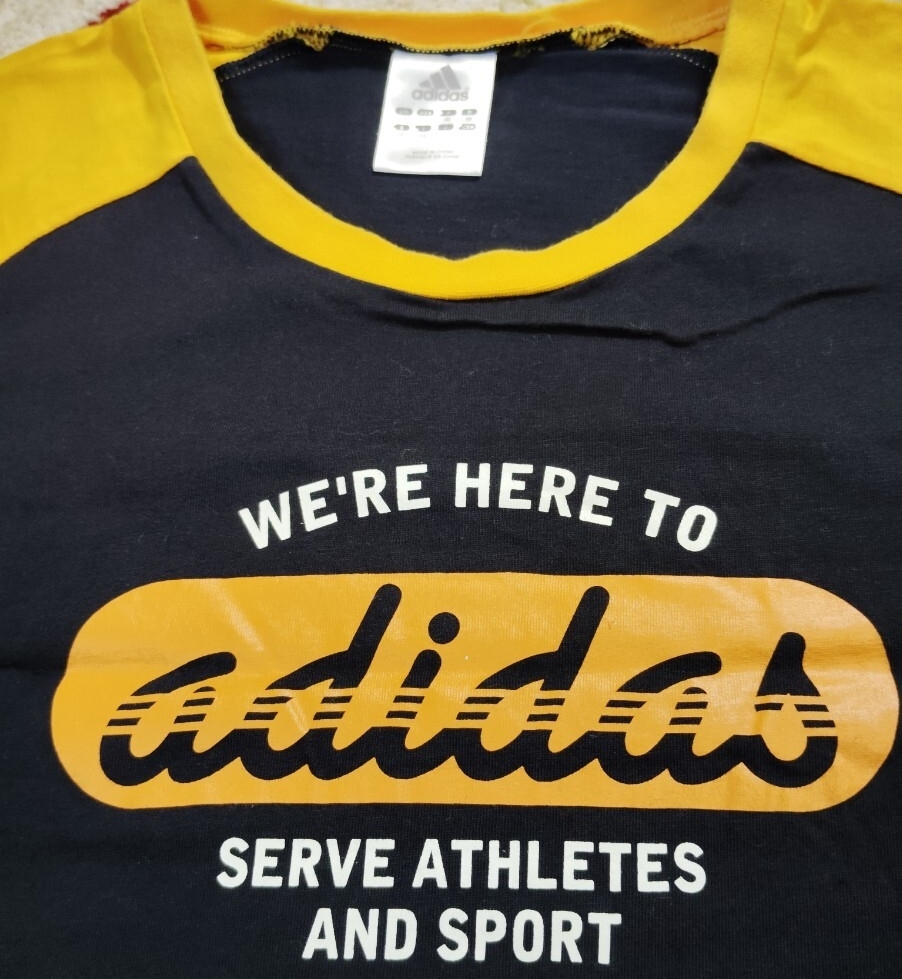 adidas
WE'RE HERE TO
adidas
SERVE ATHLETES
AND SPORT